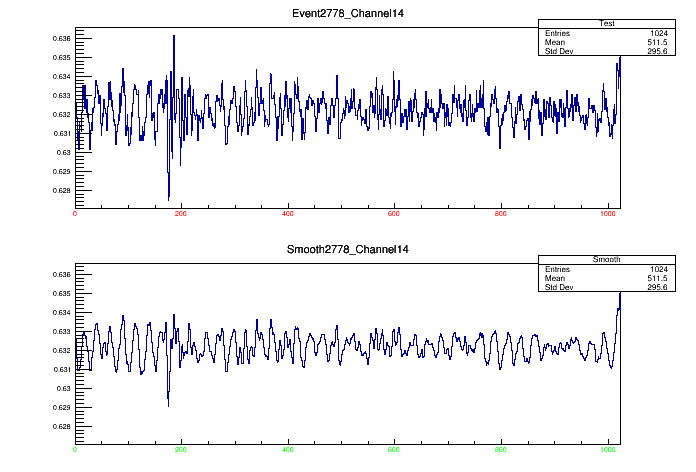 Event2778_Channel14
Test
Entries 1024
Mean 511.5
Std Dev 295.6
0.636
0.635
0.634
0.633
0.632
0.631
0.63
0.629
0.628
0 200 400 600 800 1000
Smooth2778_Channel14
Smooth
Entries 1024
Mean 511.5
Std Dev 295.6
0.636
0.635
0.634
0.633
0.632
0.631
0.63
0.629
0.628
0 200 400 600 800 1000